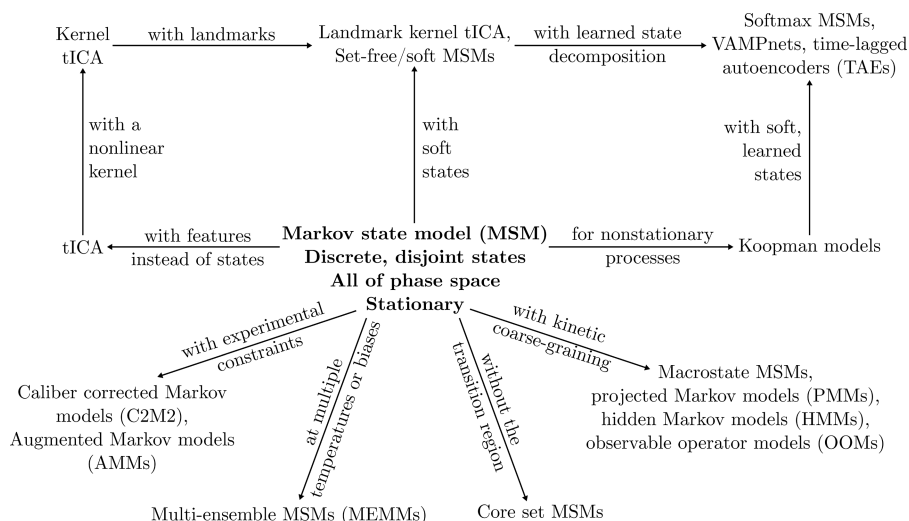 Kernel
tICA
with landmarks
Landmark kernel tICA,
Set-free/soft MSMs
with learned state
decomposition
Softmax MSMs,
VAMPnets, time-lagged
autoencoders (TAEs)
with a
nonlinear
kernel
with
soft
states
with soft,
learned
states
tICA
with features
instead of states
Markov state model (MSM)
Discrete, disjoint states
All of phase space
Stationary
for nonstationary
processes
Koopman models
with experimental
constraints
at multiple
temperatures or biases
without the
transition region
with kinetic
coarse-graining
Caliber corrected Markov
models (C2M2),
Augmented Markov models
(AMMs)
Multi-ensemble MSMs (MEMMs)
Core set MSMs
Macrostate MSMs,
projected Markov models (PMMs),
hidden Markov models (HMMs),
observable operator models (OOMs)